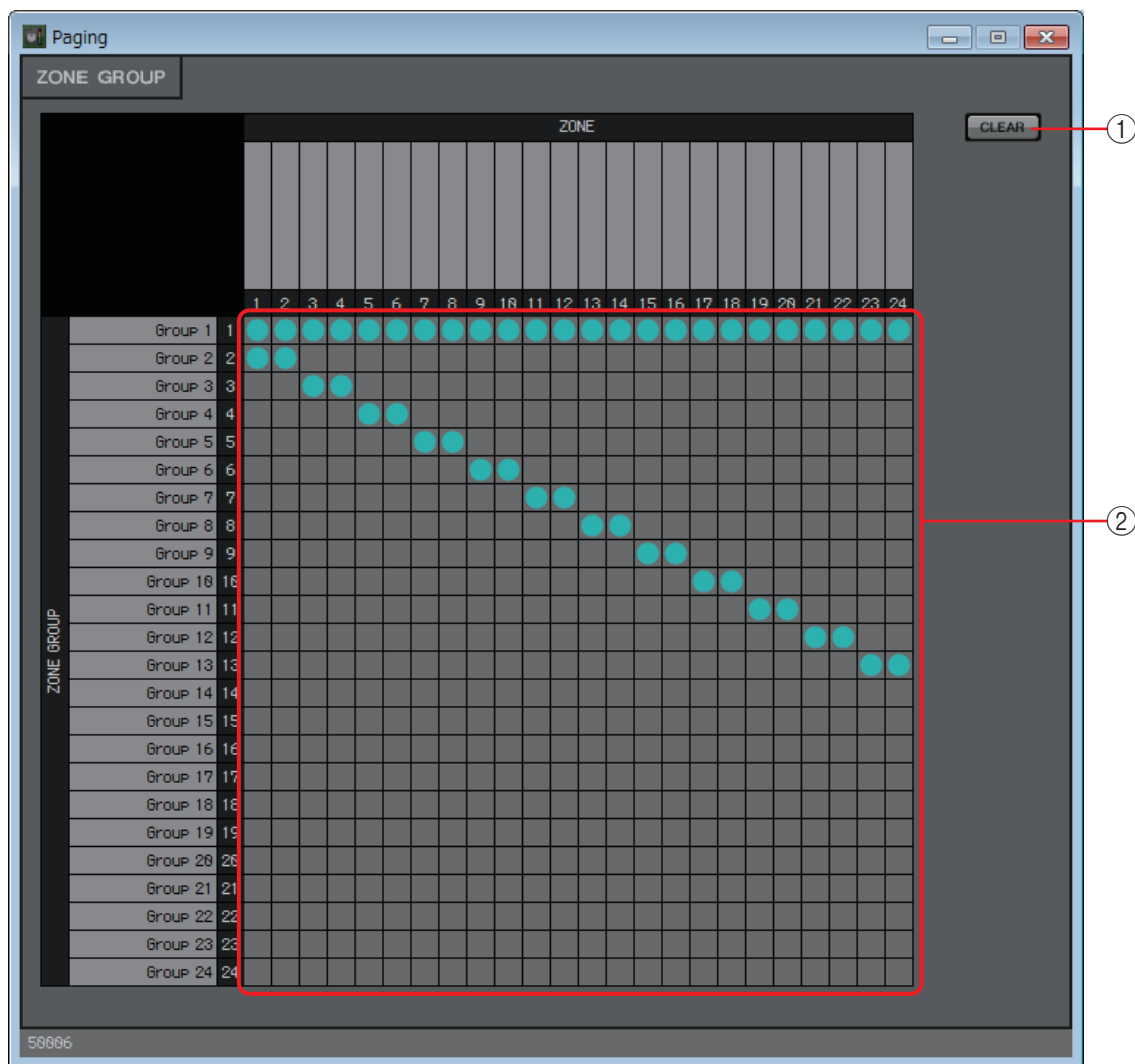 Paging
ZONE GROUP
ZONE
CLEAR
1
1 2 3 4 5 6 7 8 9 10 11 12 13 14 15 16 17 18 19 20 21 22 23 24
Group 1 1
Group 2 2
Group 3 3
Group 4 4
Group 5 5
Group 6 6
Group 7 7
Group 8 8
2
Group 9 9
Group 10 10
Group 11 11
Group 12 12
Group 13 13
Group 14 14
Group 15 15
Group 16 16
Group 17 17
Group 18 18
Group 19 19
Group 20 20
Group 21 21
Group 22 22
Group 23 23
Group 24 24
ZONE GROUP
50006